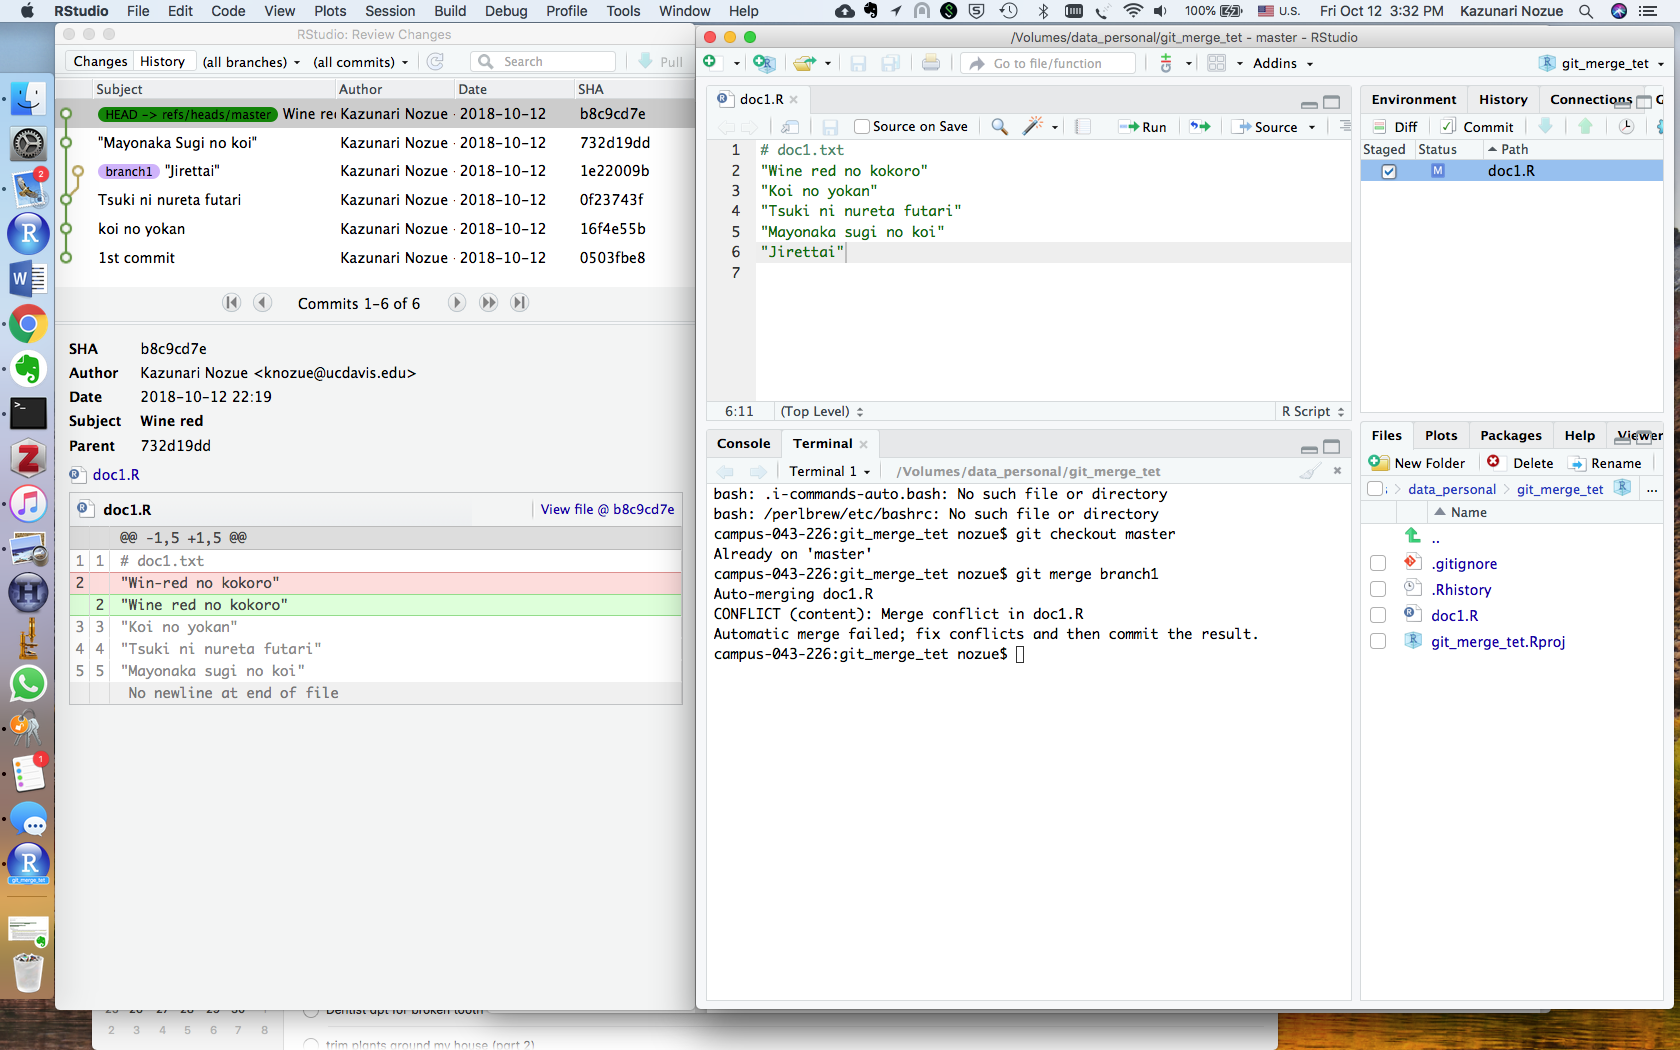 RStudio File Edit Code View Plots Session Build Debug Profile Tools Window Help 100% U.S. Fri Oct 12 3:32 PM Kazunari Nozue
RStudio: Review Changes
Changes History (all branches) (all commits) Search Pull
Subject Author Date SHA
HEAD -> refs/heads/master Wine re Kazunari Nozue 2018-10-12 b8c9cd7e
"Mayonaka Sugi no koi" Kazunari Nozue 2018-10-12 732d19dd
branch1 "Jirettai" Kazunari Nozue 2018-10-12 1e22009b
Tsuki ni nureta futari Kazunari Nozue 2018-10-12 0f23743f
koi no yokan Kazunari Nozue 2018-10-12 16f4e55b
1st commit Kazunari Nozue 2018-10-12 0503fbe8
Commits 1-6 of 6
SHA b8c9cd7e
Author Kazunari Nozue <knozue@ucdavis.edu>
Date 2018-10-12 22:19
Subject Wine red
Parent 732d19dd
doc1.R
doc1.R View file @ b8c9cd7e
@@ -1,5 +1,5 @@
1 1 # doc1.txt
2 "Win-red no kokoro"
2 "Wine red no kokoro"
3 3 "Koi no yokan"
4 4 "Tsuki ni nureta futari"
5 5 "Mayonaka sugi no koi"
No newline at end of file
/Volumes/data_personal/git_merge_tet - master - RStudio
Go to file/function Addins git_merge_tet
doc1.R
Source on Save Run Source
1 # doc1.txt
2 "Wine red no kokoro"
3 "Koi no yokan"
4 "Tsuki ni nureta futari"
5 "Mayonaka sugi no koi"
6 "Jirettai"
7
6:11 (Top Level) R Script
Console Terminal
Terminal 1 /Volumes/data_personal/git_merge_tet
bash: .i-commands-auto.bash: No such file or directory
bash: /perlbrew/etc/bashrc: No such file or directory
campus-043-226:git_merge_tet nozue$ git checkout master
Already on 'master'
campus-043-226:git_merge_tet nozue$ git merge branch1
Auto-merging doc1.R
CONFLICT (content): Merge conflict in doc1.R
Automatic merge failed; fix conflicts and then commit the result.
campus-043-226:git_merge_tet nozue$
Environment History Connections G
Diff Commit
Staged Status Path
M doc1.R
Files Plots Packages Help Viewer
New Folder Delete Rename
data_personal git_merge_tet ...
Name
..
.gitignore
.Rhistory
doc1.R
git_merge_tet.Rproj
2
R
W
>_
Z
H
1
R
git_merge_tet
25 26 27 28 29 30 1
2 3 4 5 6 7 8
Dentist apt for broken tooth
trim plants around my house (part 2)